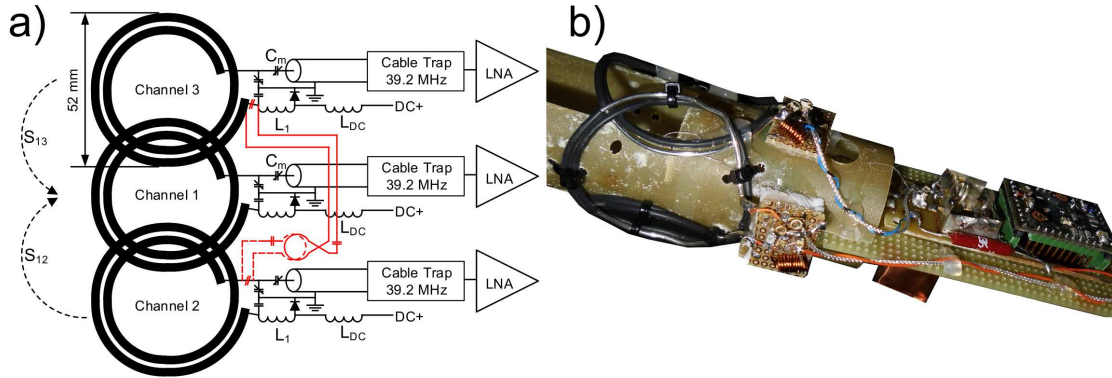 a)
b)
52 mm
Channel 3
Cm
Cable Trap
39.2 MHz
LNA
L1
LDC
DC+
S13
Channel 1
Cm
Cable Trap
39.2 MHz
LNA
LDC
DC+
S12
Channel 2
Cable Trap
39.2 MHz
LNA
L1
LDC
DC+